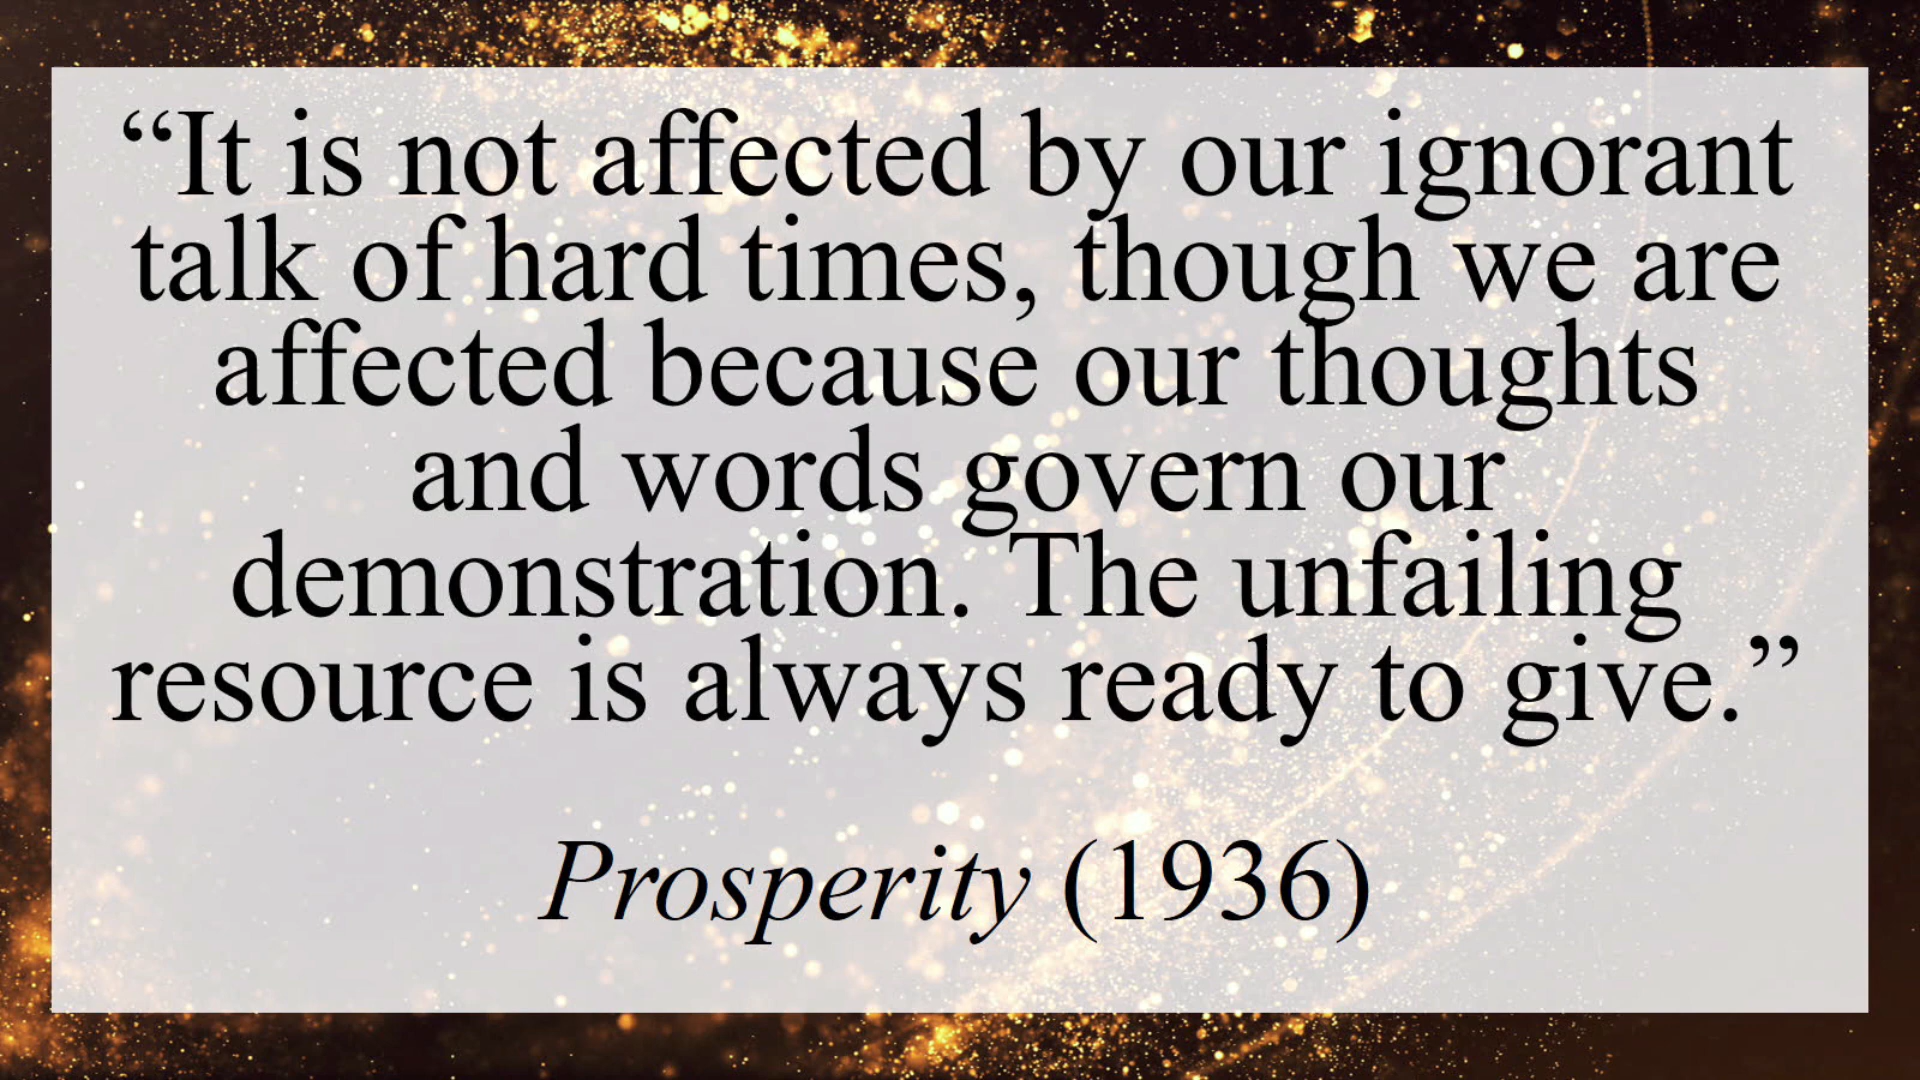 “It is not affected by our ignorant
talk of hard times, though we are
affected because our thoughts
and words govern our
demonstration. The unfailing
resource is always ready to give.”
Prosperity (1936)